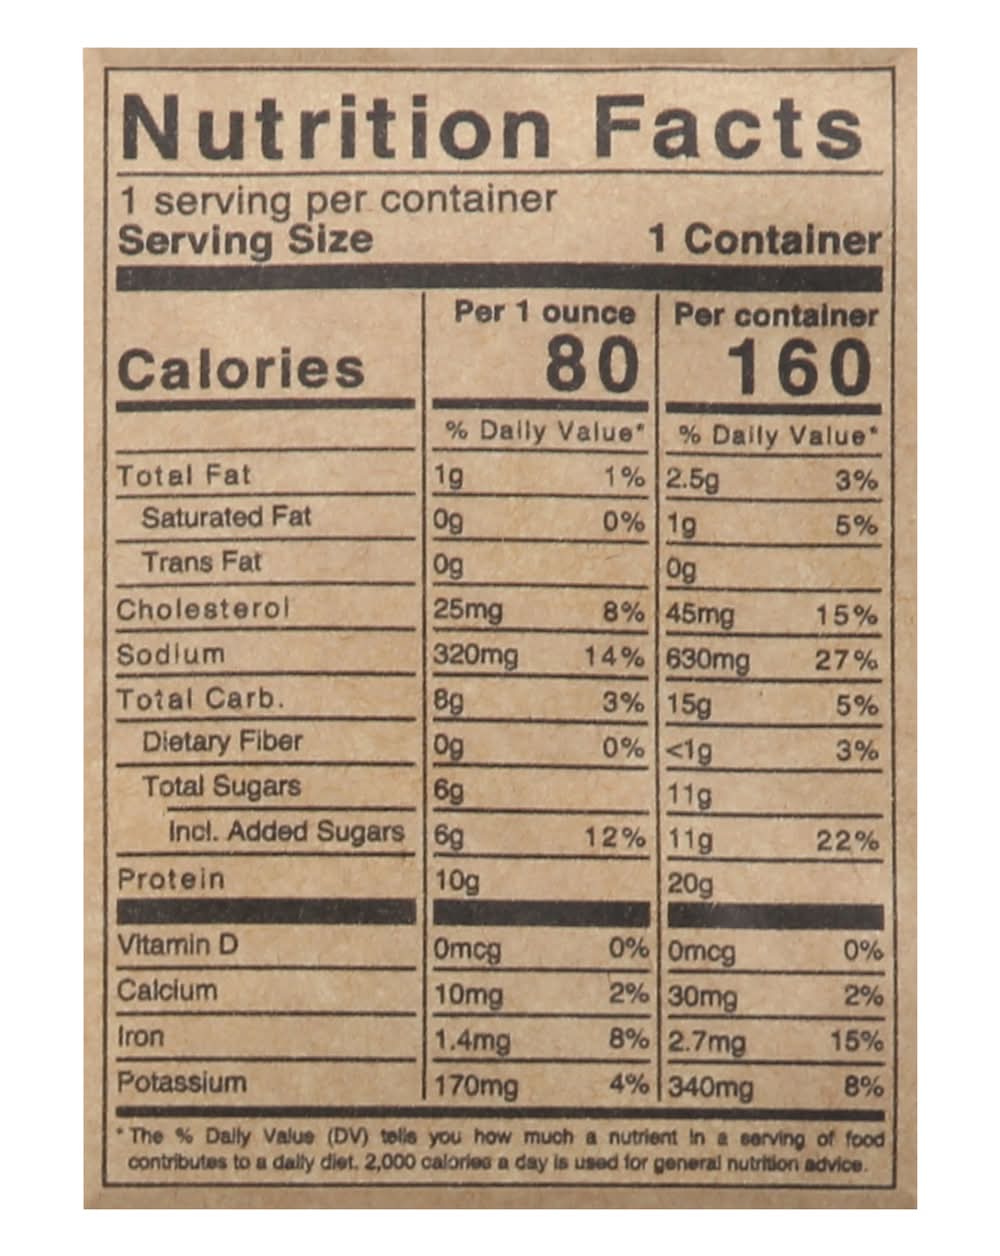 Nutrition Facts
1 serving per container
Serving Size 1 Container
Per 1 ounce Per container
Calories 80 160
% Daily Value* % Daily Value*
Total Fat 1g 1% 2.5g 3%
Saturated Fat 0g 0% 1g 5%
Trans Fat 0g 0g
Cholesterol 25mg 8% 45mg 15%
Sodium 320mg 14% 630mg 27%
Total Carb. 8g 3% 15g 5%
Dietary Fiber 0g 0% <1g 3%
Total Sugars 6g 11g
Incl. Added Sugars 6g 12% 11g 22%
Protein 10g 20g
Vitamin D 0mcg 0% 0mcg 0%
Calcium 10mg 2% 30mg 2%
Iron 1.4mg 8% 2.7mg 15%
Potassium 170mg 4% 340mg 8%
* The % Daily Value (DV) tells you how much a nutrient in a serving of food
contributes to a daily diet. 2,000 calories a day is used for general nutrition advice.